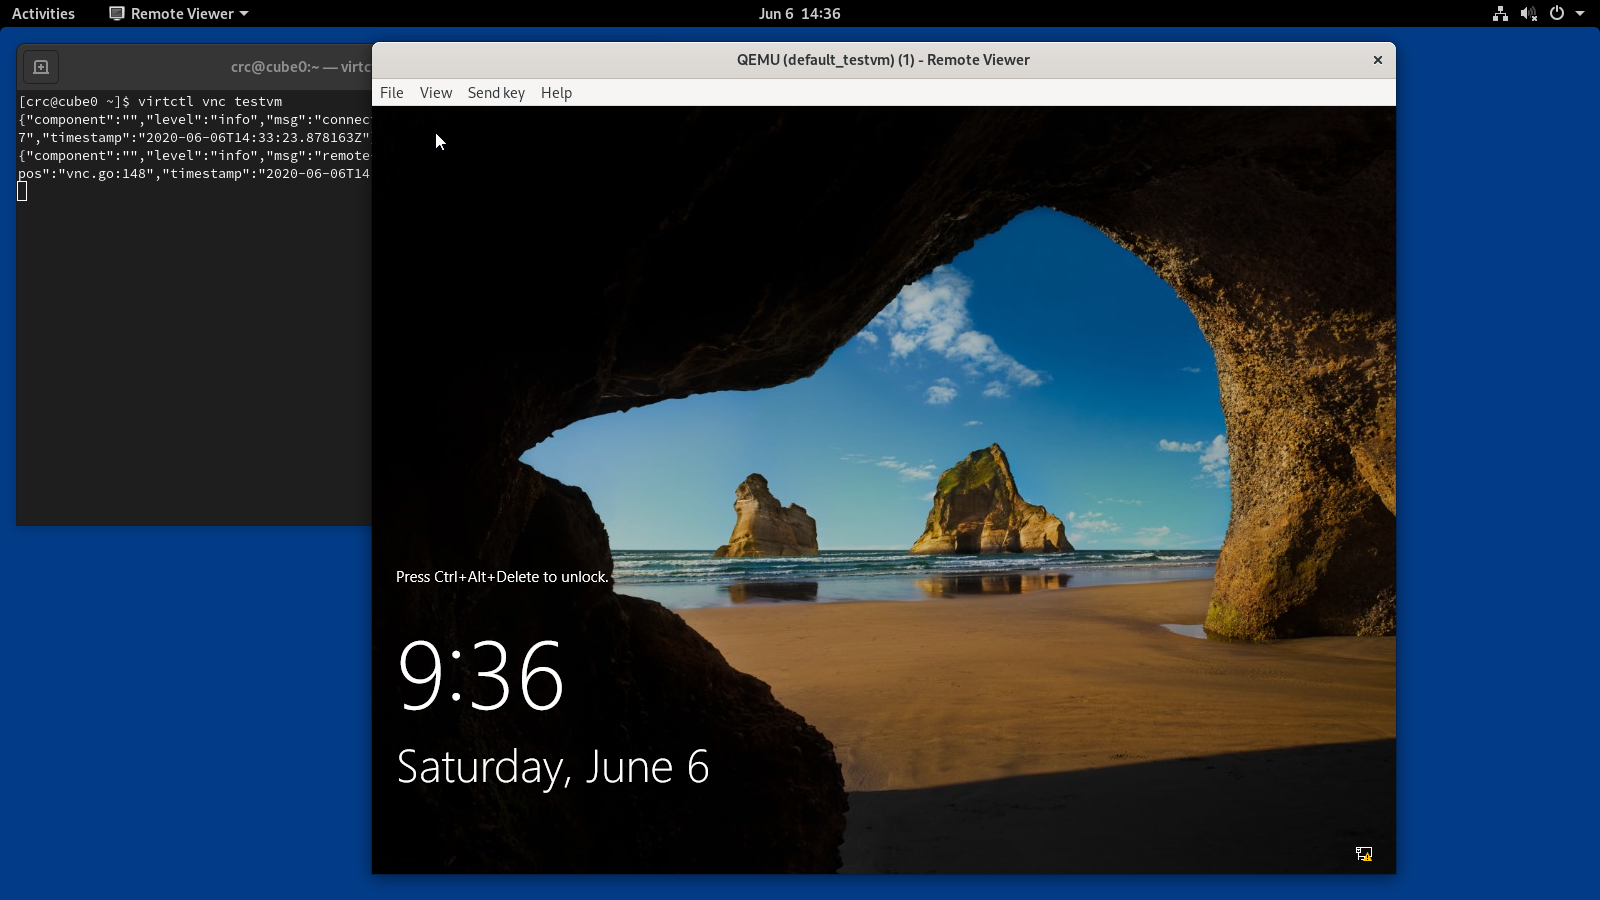 Activities
Remote Viewer
Jun 6 14:36
crc@cube0:~ — virtc
[crc@cube0 ~]$ virtctl vnc testvm
{"component":"","level":"info","msg":"connec
7","timestamp":"2020-06-06T14:33:23.878163Z"
{"component":"","level":"info","msg":"remote-
pos":"vnc.go:148","timestamp":"2020-06-06T14
QEMU (default_testvm) (1) - Remote Viewer
File View Send key Help
Press Ctrl+Alt+Delete to unlock.
9:36
Saturday, June 6